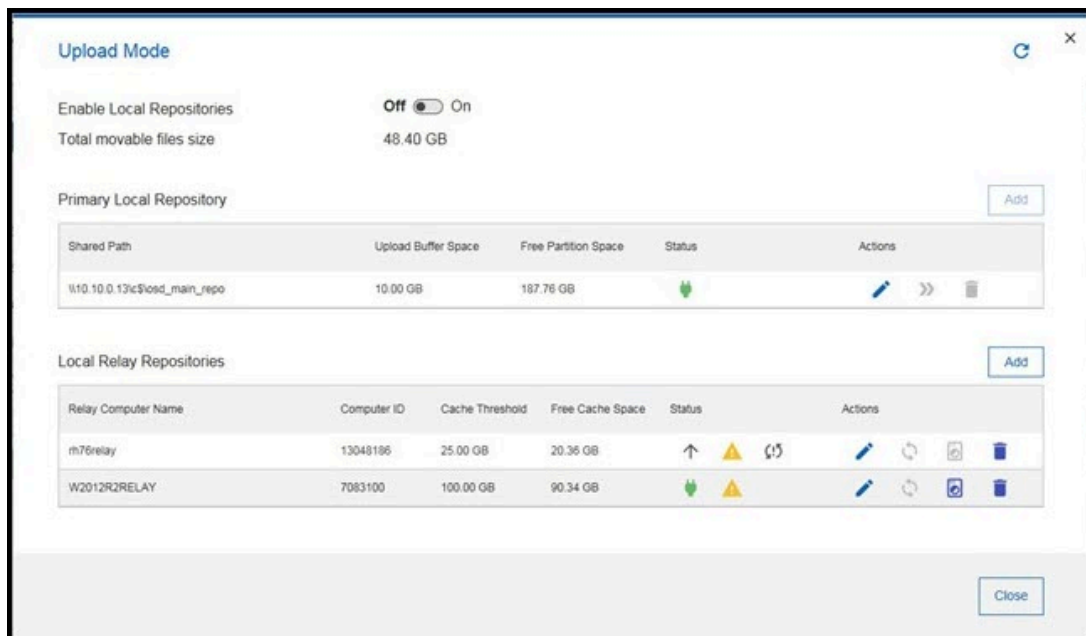 Upload Mode
Enable Local Repositories Off On
Total movable files size 48.40 GB
Primary Local Repository Add
Shared Path Upload Buffer Space Free Partition Space Status Actions
\\10.10.0.13\c$\osd_main_repo 10.00 GB 187.76 GB
Local Relay Repositories Add
Relay Computer Name Computer ID Cache Threshold Free Cache Space Status Actions
rh76relay 13048186 25.00 GB 20.36 GB
W2012R2RELAY 7083100 100.00 GB 90.34 GB
Close